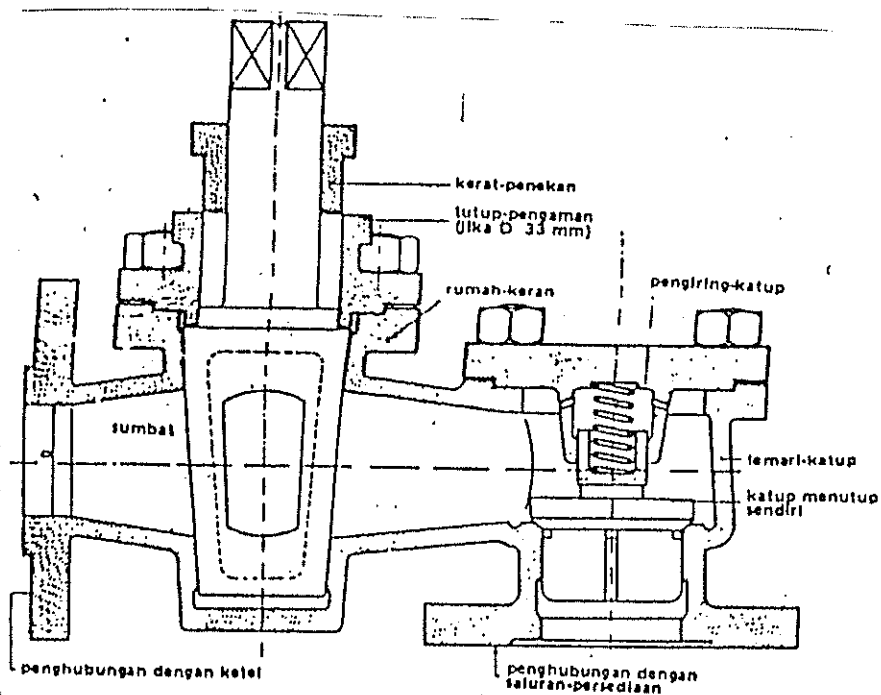 kerat-penekan
tutup-pengaman
(jika D 33 mm)
rumah-keran
pengiring-katup
sumbat
D
lemari-katup
katup menutup
sendiri
penghubungan dengan ketel
penghubungan dengan
saluran-persediaan